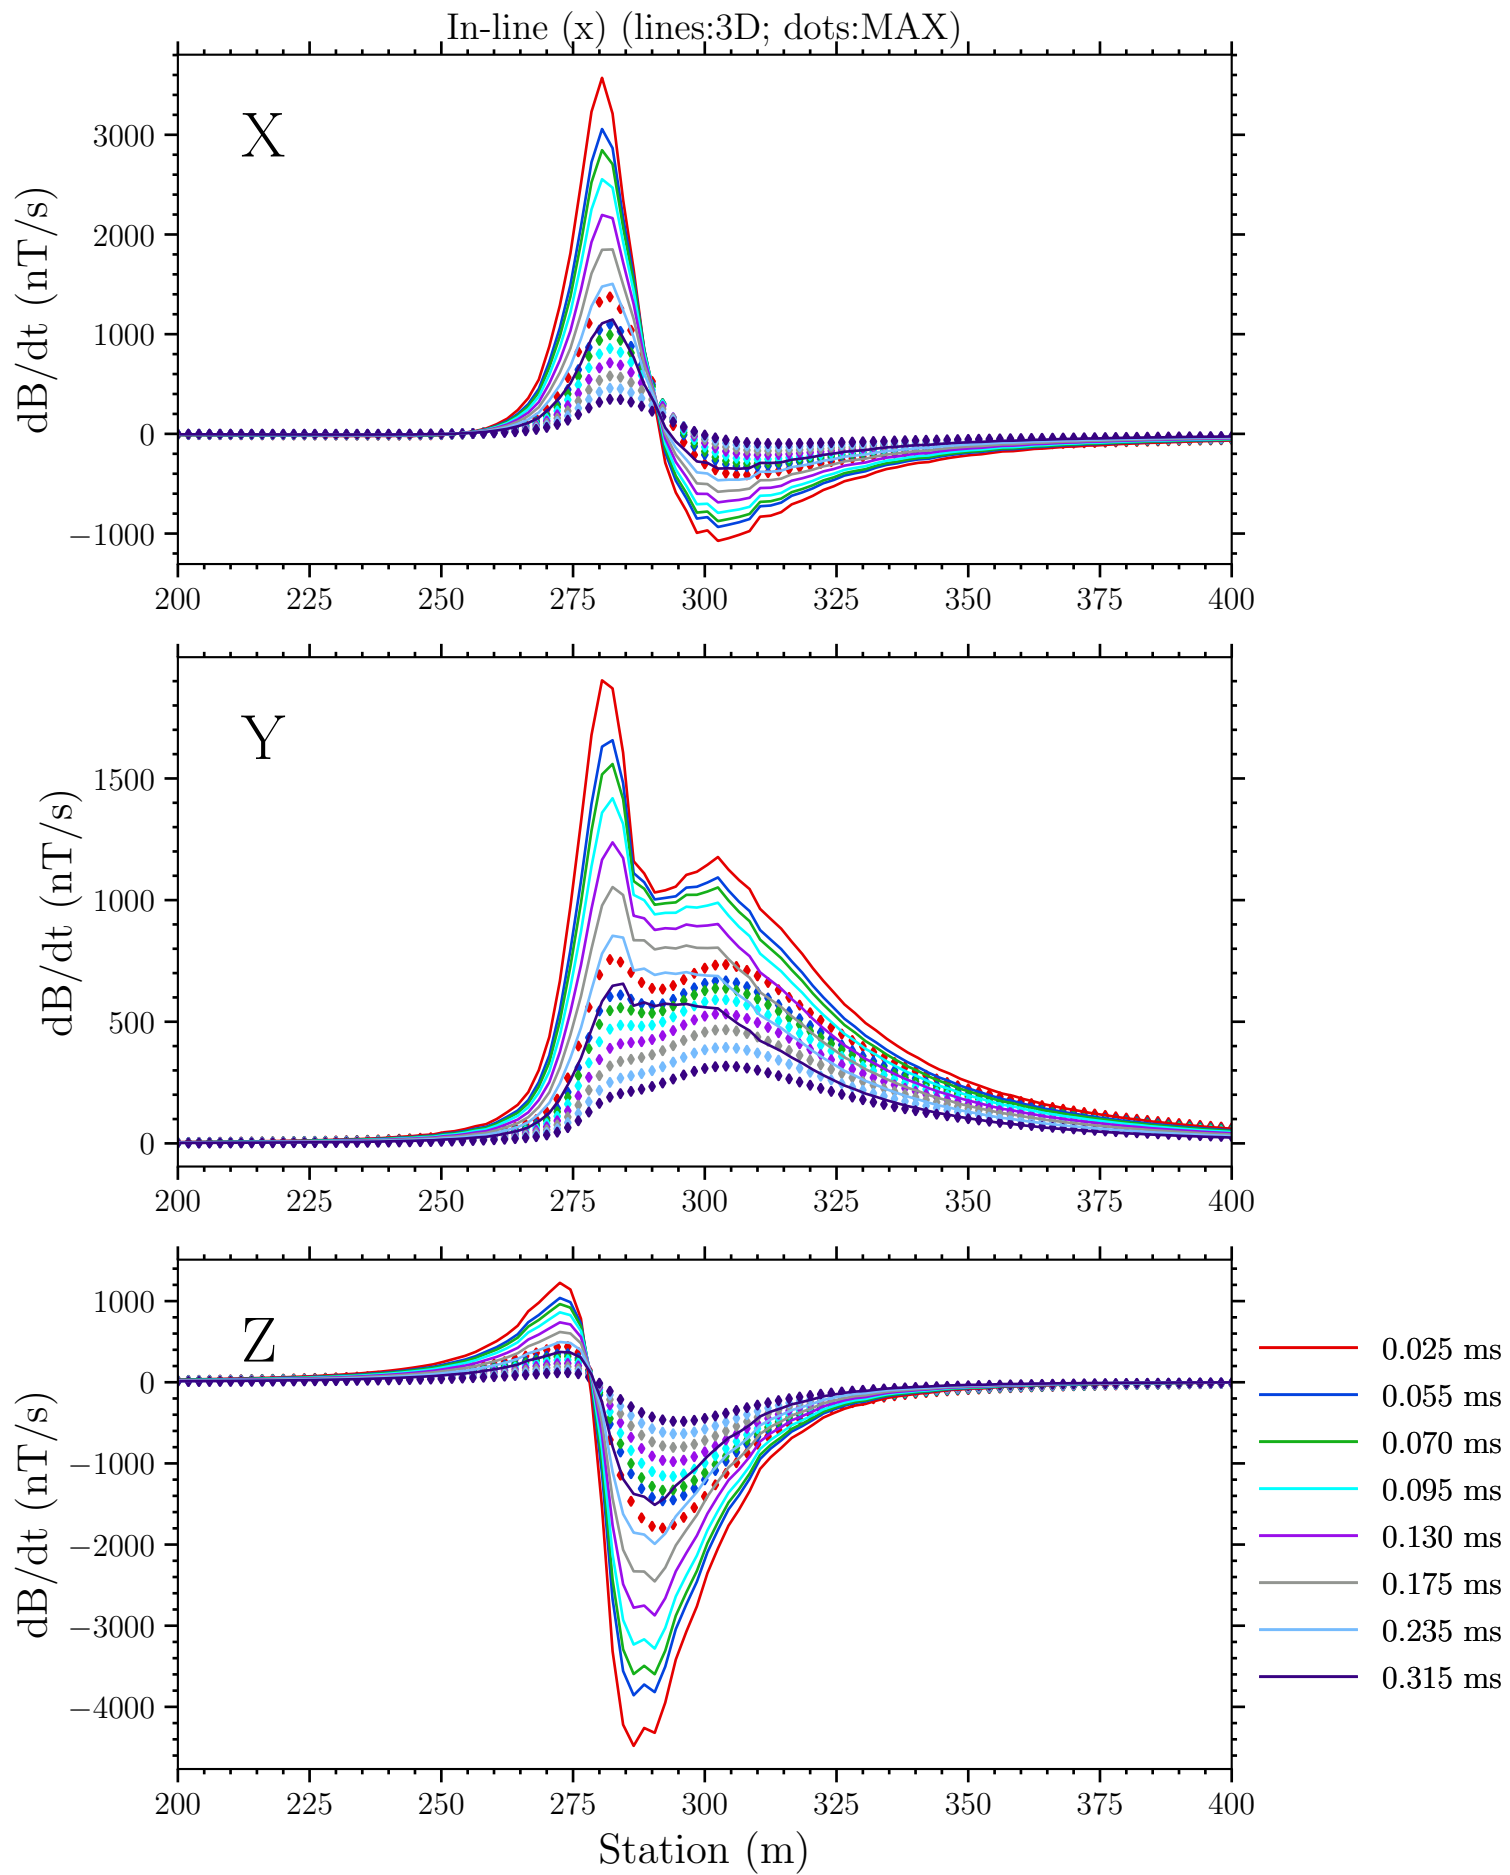 In-line (x) (lines:3D; dots:MAX)
X
dB/dt (nT/s)
3000
2000
1000
0
−1000
200 225 250 275 300 325 350 375 400
Y
dB/dt (nT/s)
1500
1000
500
0
200 225 250 275 300 325 350 375 400
Z
dB/dt (nT/s)
1000
0
−1000
−2000
−3000
−4000
200 225 250 275 300 325 350 375 400
Station (m)
0.025 ms
0.055 ms
0.070 ms
0.095 ms
0.130 ms
0.175 ms
0.235 ms
0.315 ms